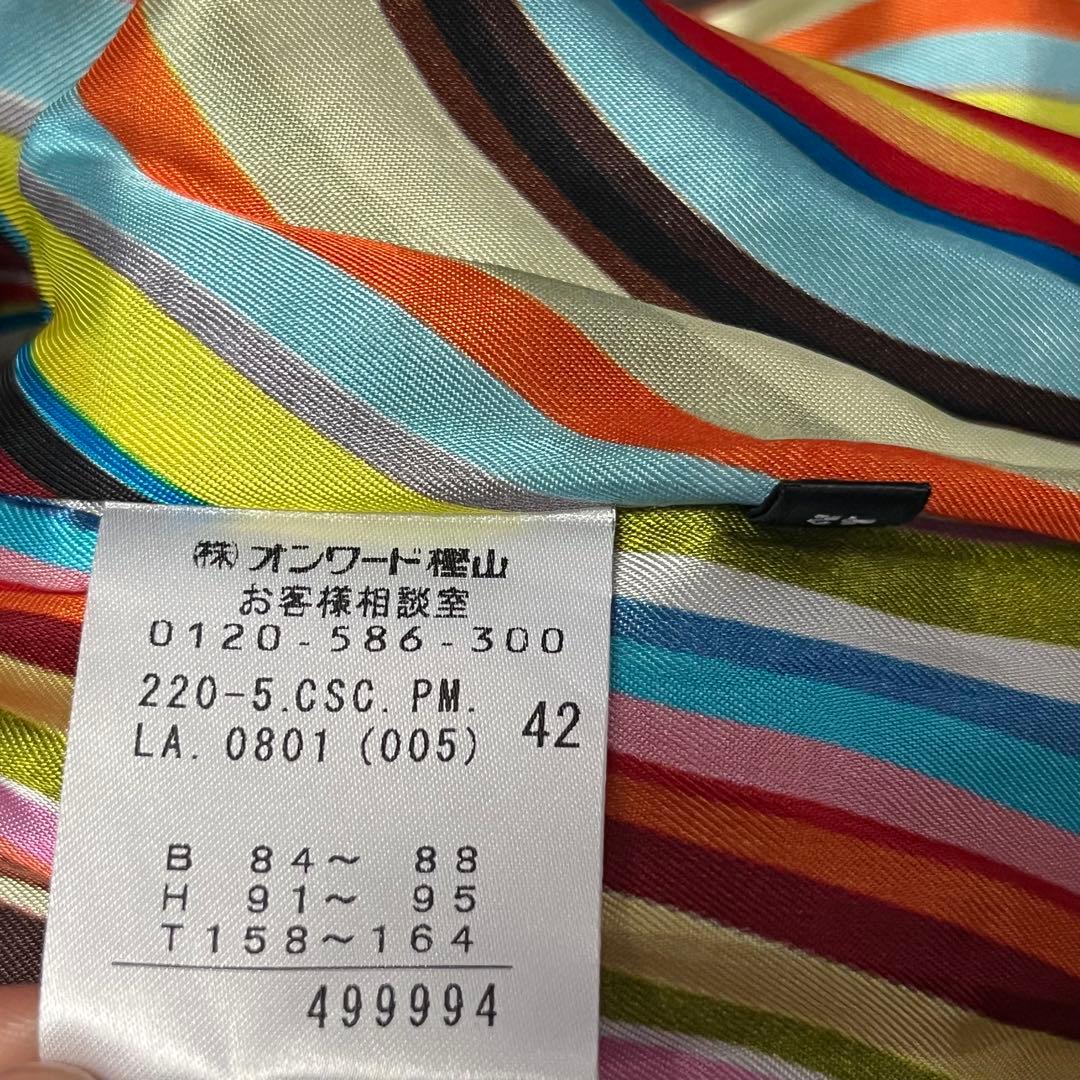 ㈱オンワード樫山
お客様相談室
0120-586-300
220-5.CSC.PM.
LA.0801 (005)
42
B 84～ 88
H 91～ 95
T158～164
499994
42